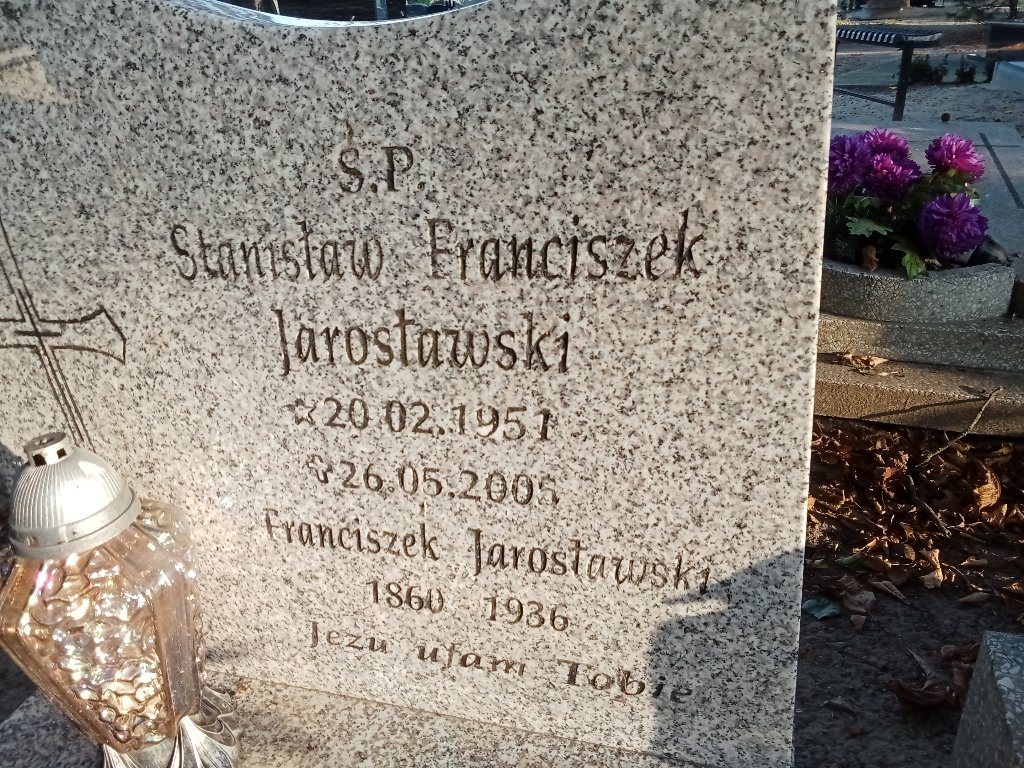 Ś.P.
Stanisław Franciszek
Jarosławski
☆20.02.1951
✞26.05.2005
Franciszek Jarosławski
1860 - 1936
Jezu ufam Tobie